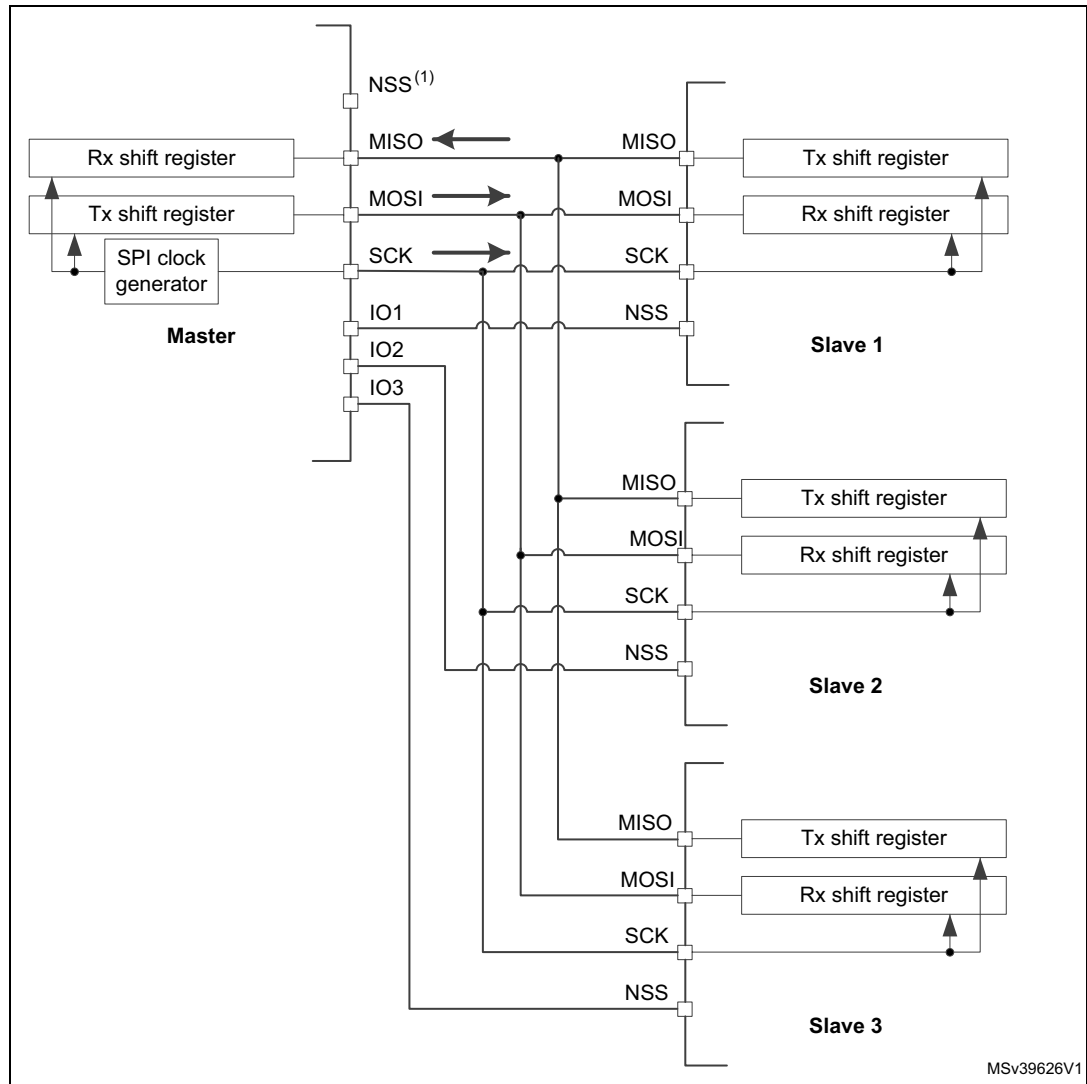 NSS(1)
MISO
MISO
Rx shift register
Tx shift register
MOSI
MOSI
Tx shift register
Rx shift register
SCK
SCK
SPI clock
generator
IO1
NSS
Master
Slave 1
IO2
IO3
MISO
Tx shift register
MOSI
Rx shift register
SCK
NSS
Slave 2
MISO
Tx shift register
MOSI
Rx shift register
SCK
NSS
Slave 3
MSv39626V1